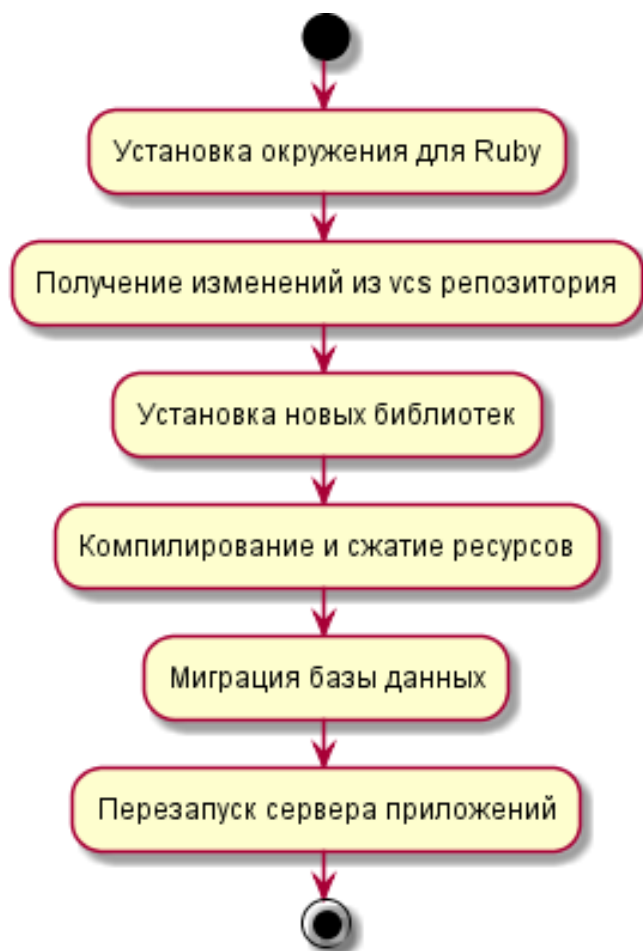 Установка окружения для Ruby
Получение изменений из vcs репозитория
Установка новых библиотек
Компилирование и сжатие ресурсов
Миграция базы данных
Перезапуск сервера приложений